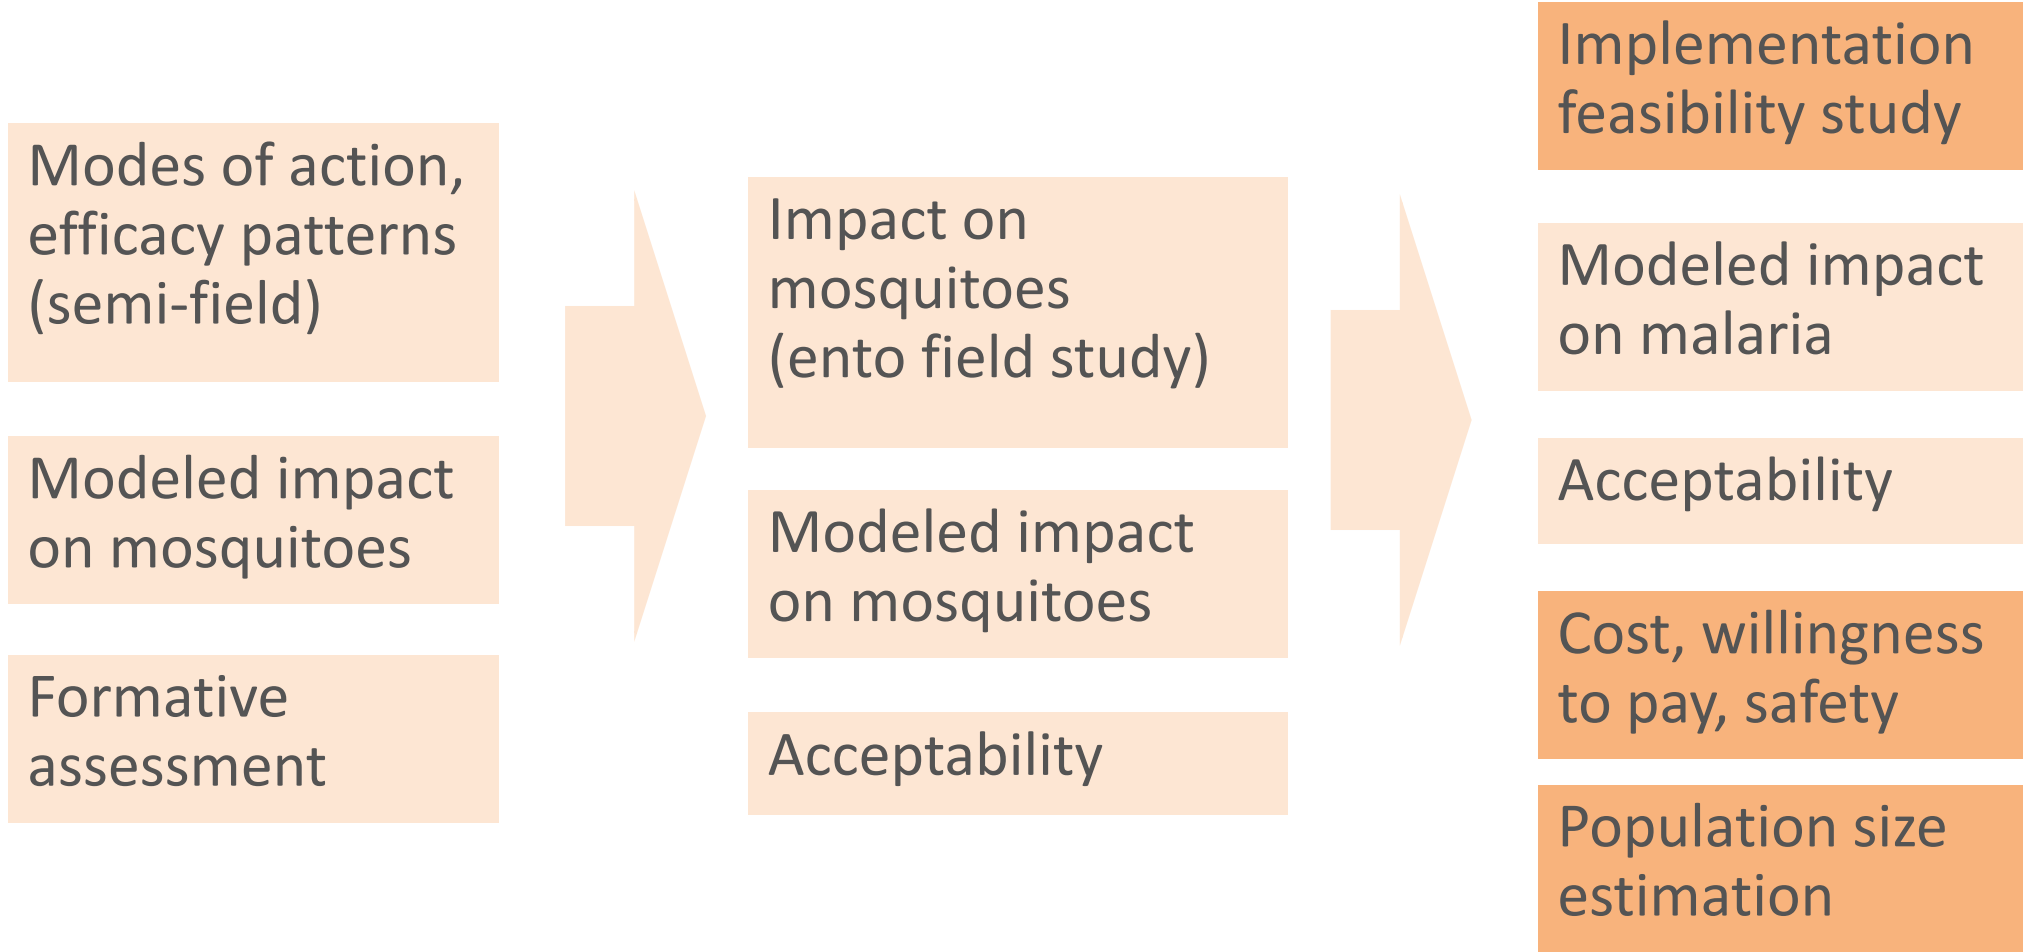 Modes of action,
efficacy patterns
(semi-field)
Modeled impact
on mosquitoes
Formative
assessment
Impact on
mosquitoes
(ento field study)
Modeled impact
on mosquitoes
Acceptability
Implementation
feasibility study
Modeled impact
on malaria
Acceptability
Cost, willingness
to pay, safety
Population size
estimation